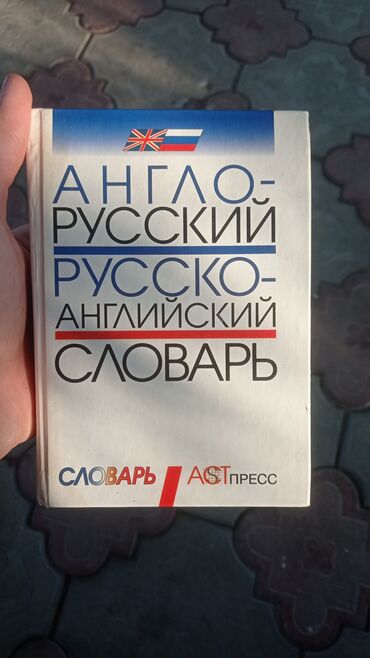 АНГЛО-
РУССКИЙ
РУССКО-
АНГЛИЙСКИЙ
СЛОВАРЬ
СЛОВАРЬ / АСТ ПРЕСС